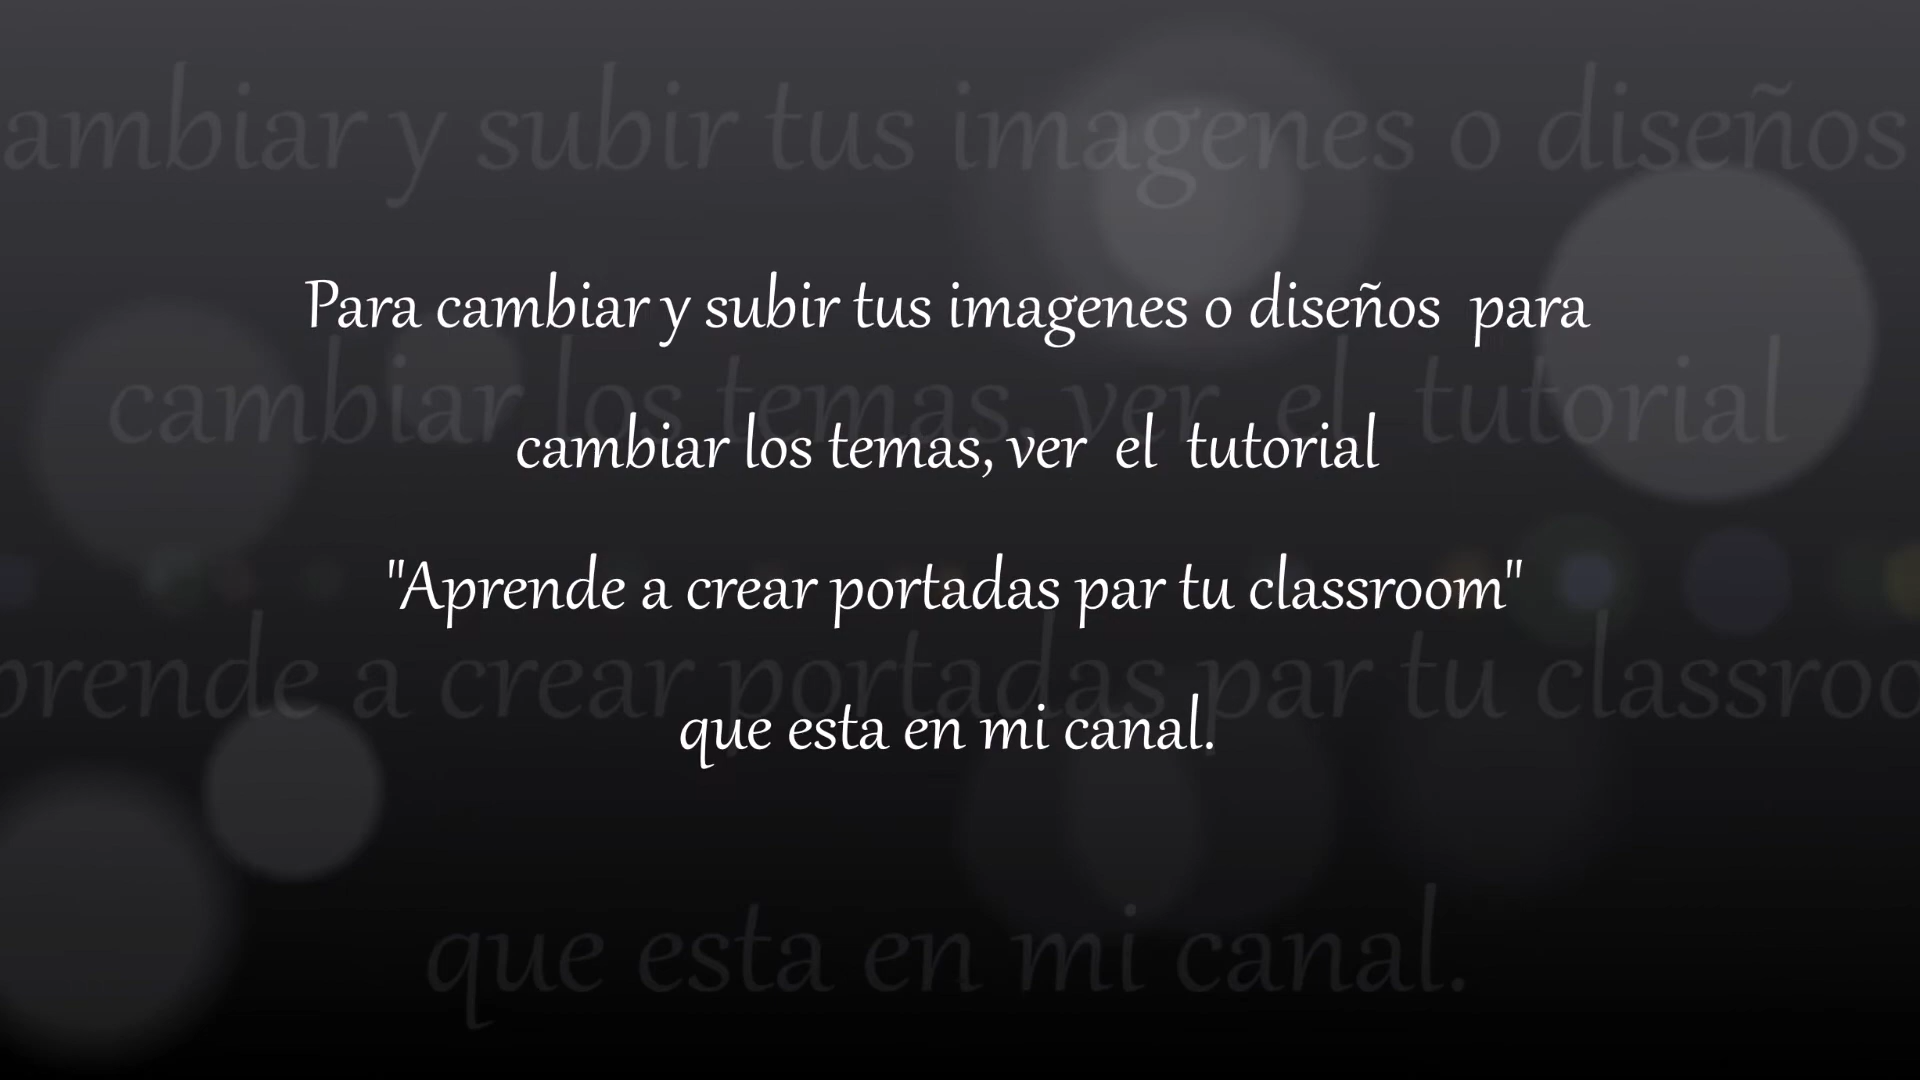 Para cambiar y subir tus imagenes o diseños para
cambiar los temas, ver el tutorial
"Aprende a crear portadas par tu classroom"
que esta en mi canal.